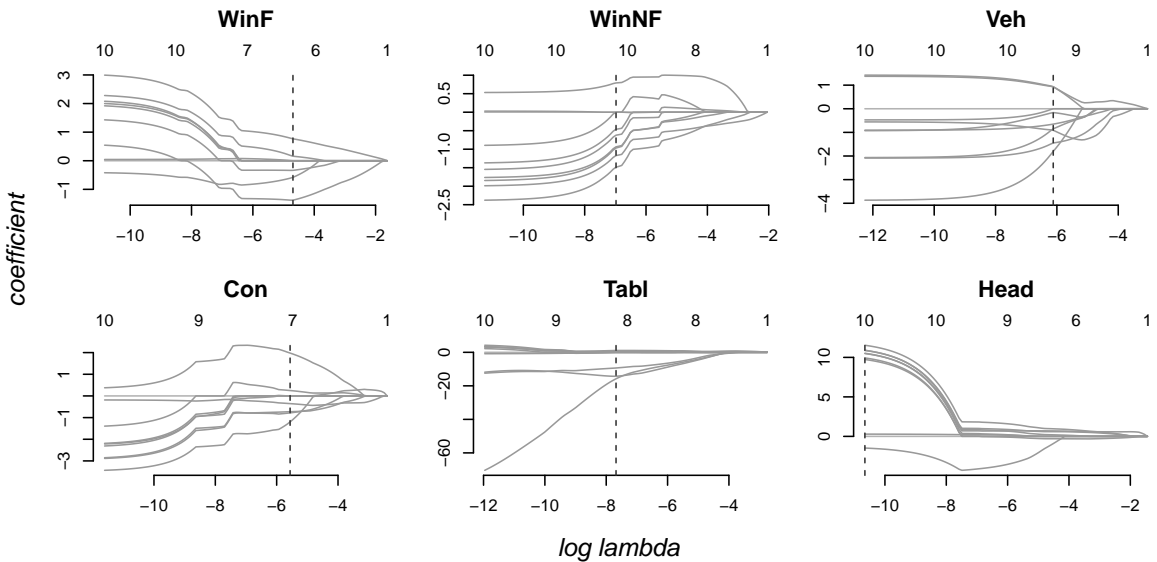 WinF
10 10 7 6 1
3
2
1
0
−1
−10 −8 −6 −4 −2
WinNF
10 10 10 8 1
0.5
−1.0
−2.5
−10 −8 −6 −4 −2
Veh
10 10 10 9 1
1
0
−2
−4
−12 −10 −8 −6 −4
coefficient
Con
10 9 7 1
1
−1
−3
−10 −8 −6 −4
Tabl
10 9 8 8 1
0
−20
−60
−12 −10 −8 −6 −4
Head
10 10 9 6 1
10
5
0
−10 −8 −6 −4 −2
log lambda